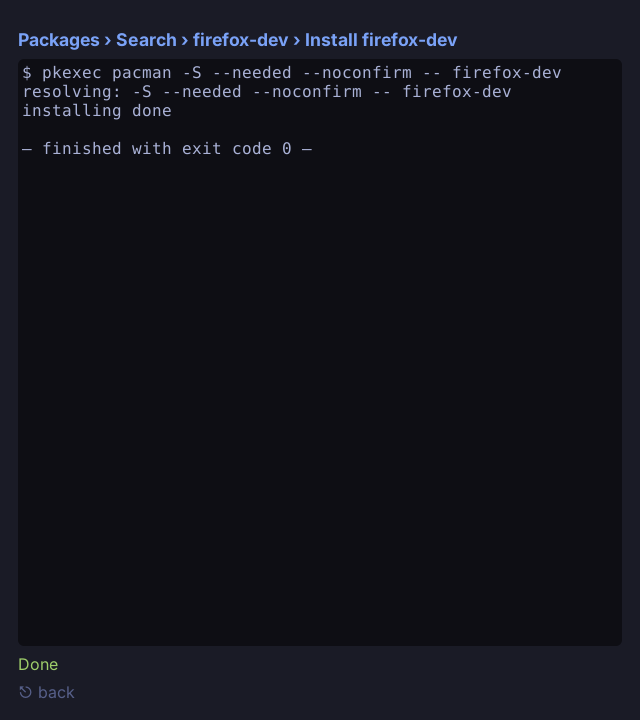 Packages › Search › firefox-dev › Install firefox-dev
$ pkexec pacman -S --needed --noconfirm -- firefox-dev
resolving: -S --needed --noconfirm -- firefox-dev
installing done
— finished with exit code 0 —
Done
⎋ back